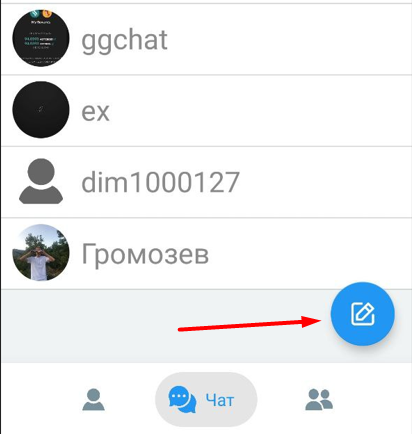 ggchat
ex
dim1000127
Громозев
Чат